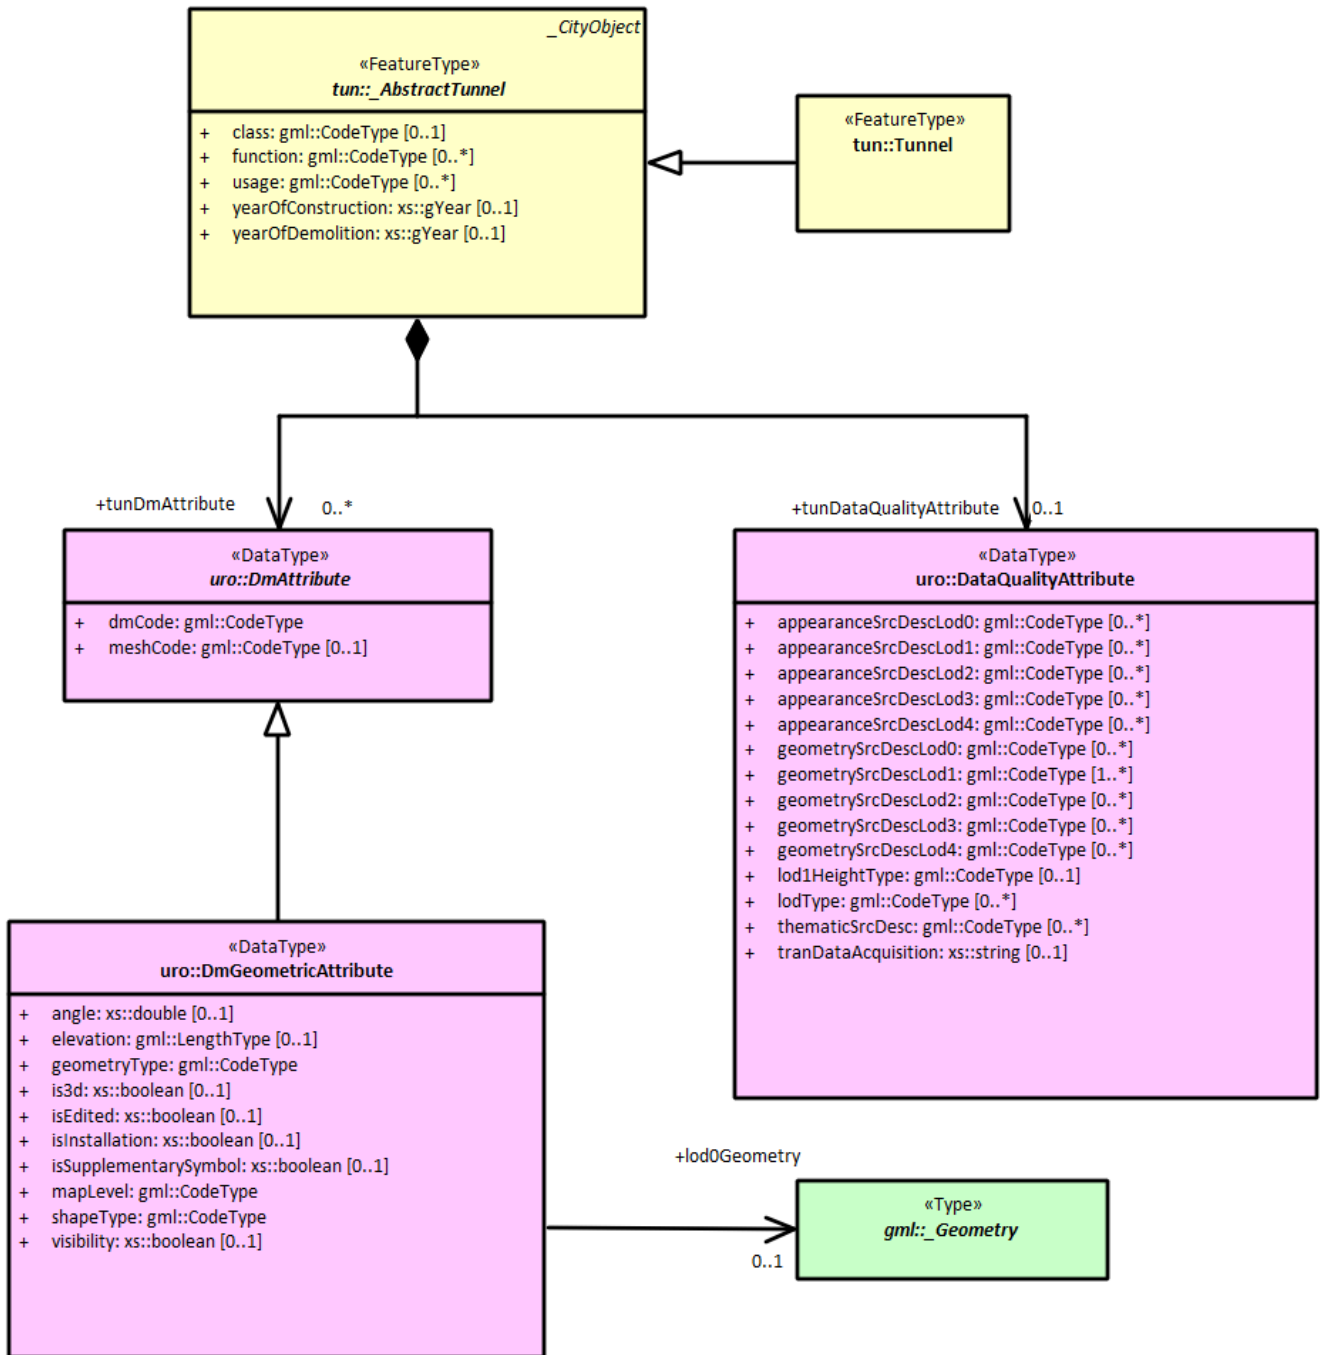 _CityObject
«FeatureType»
tun::_AbstractTunnel
+ class: gml::CodeType [0..1]
+ function: gml::CodeType [0..*]
+ usage: gml::CodeType [0..*]
+ yearOfConstruction: xs::gYear [0..1]
+ yearOfDemolition: xs::gYear [0..1]
«FeatureType»
tun::Tunnel
+tunDmAttribute
0..*
+tunDataQualityAttribute
0..1
«DataType»
uro::DmAttribute
+ dmCode: gml::CodeType
+ meshCode: gml::CodeType [0..1]
«DataType»
uro::DataQualityAttribute
+ appearanceSrcDescLod0: gml::CodeType [0..*]
+ appearanceSrcDescLod1: gml::CodeType [0..*]
+ appearanceSrcDescLod2: gml::CodeType [0..*]
+ appearanceSrcDescLod3: gml::CodeType [0..*]
+ appearanceSrcDescLod4: gml::CodeType [0..*]
+ geometrySrcDescLod0: gml::CodeType [0..*]
+ geometrySrcDescLod1: gml::CodeType [1..*]
+ geometrySrcDescLod2: gml::CodeType [0..*]
+ geometrySrcDescLod3: gml::CodeType [0..*]
+ geometrySrcDescLod4: gml::CodeType [0..*]
+ lod1HeightType: gml::CodeType [0..1]
+ lodType: gml::CodeType [0..*]
+ thematicSrcDesc: gml::CodeType [0..*]
+ tranDataAcquisition: xs::string [0..1]
«DataType»
uro::DmGeometricAttribute
+ angle: xs::double [0..1]
+ elevation: gml::LengthType [0..1]
+ geometryType: gml::CodeType
+ is3d: xs::boolean [0..1]
+ isEdited: xs::boolean [0..1]
+ isInstallation: xs::boolean [0..1]
+ isSupplementarySymbol: xs::boolean [0..1]
+ mapLevel: gml::CodeType
+ shapeType: gml::CodeType
+ visibility: xs::boolean [0..1]
+lod0Geometry
0..1
«Type»
gml::_Geometry